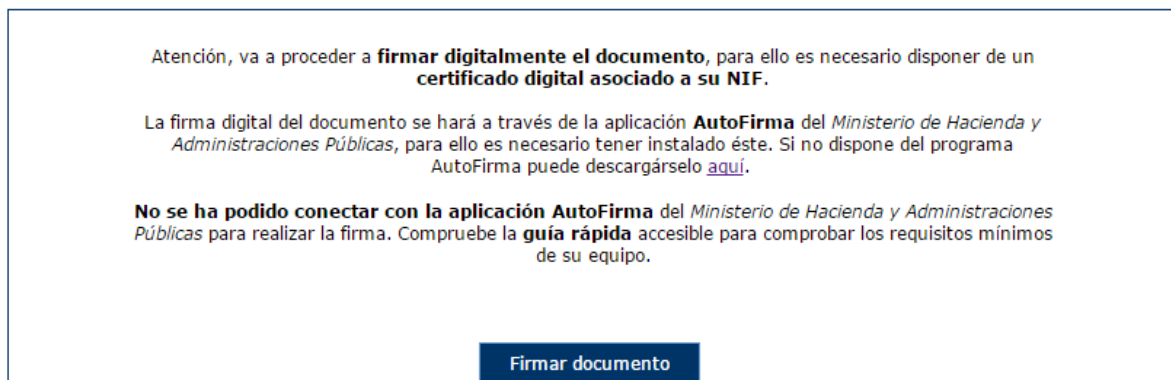 Atención, va a proceder a firmar digitalmente el documento, para ello es necesario disponer de un
certificado digital asociado a su NIF.
La firma digital del documento se hará a través de la aplicación AutoFirma del Ministerio de Hacienda y
Administraciones Públicas, para ello es necesario tener instalado éste. Si no dispone del programa
AutoFirma puede descargárselo aquí.
No se ha podido conectar con la aplicación AutoFirma del Ministerio de Hacienda y Administraciones
Públicas para realizar la firma. Compruebe la guía rápida accesible para comprobar los requisitos mínimos
de su equipo.
Firmar documento